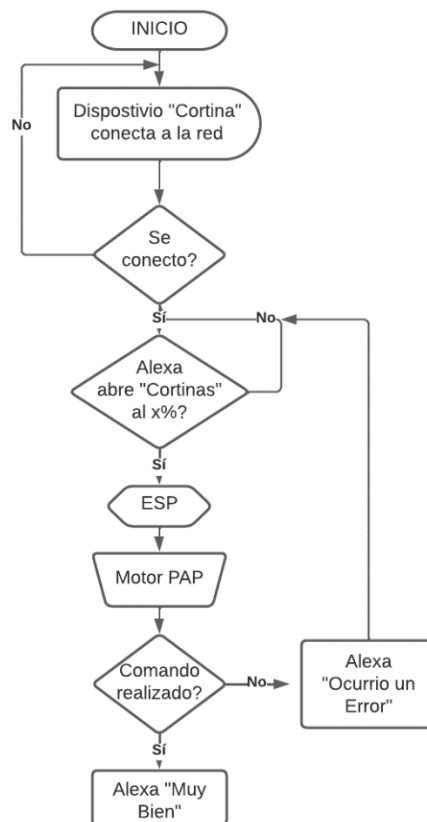 INICIO
Dispostivio "Cortina"
conecta a la red
No
Se
conecto?
Sí
No
Alexa
abre "Cortinas"
al x%?
Sí
ESP
Motor PAP
Comando
realizado?
No
Alexa
"Ocurrio un
Error"
Sí
Alexa "Muy
Bien"